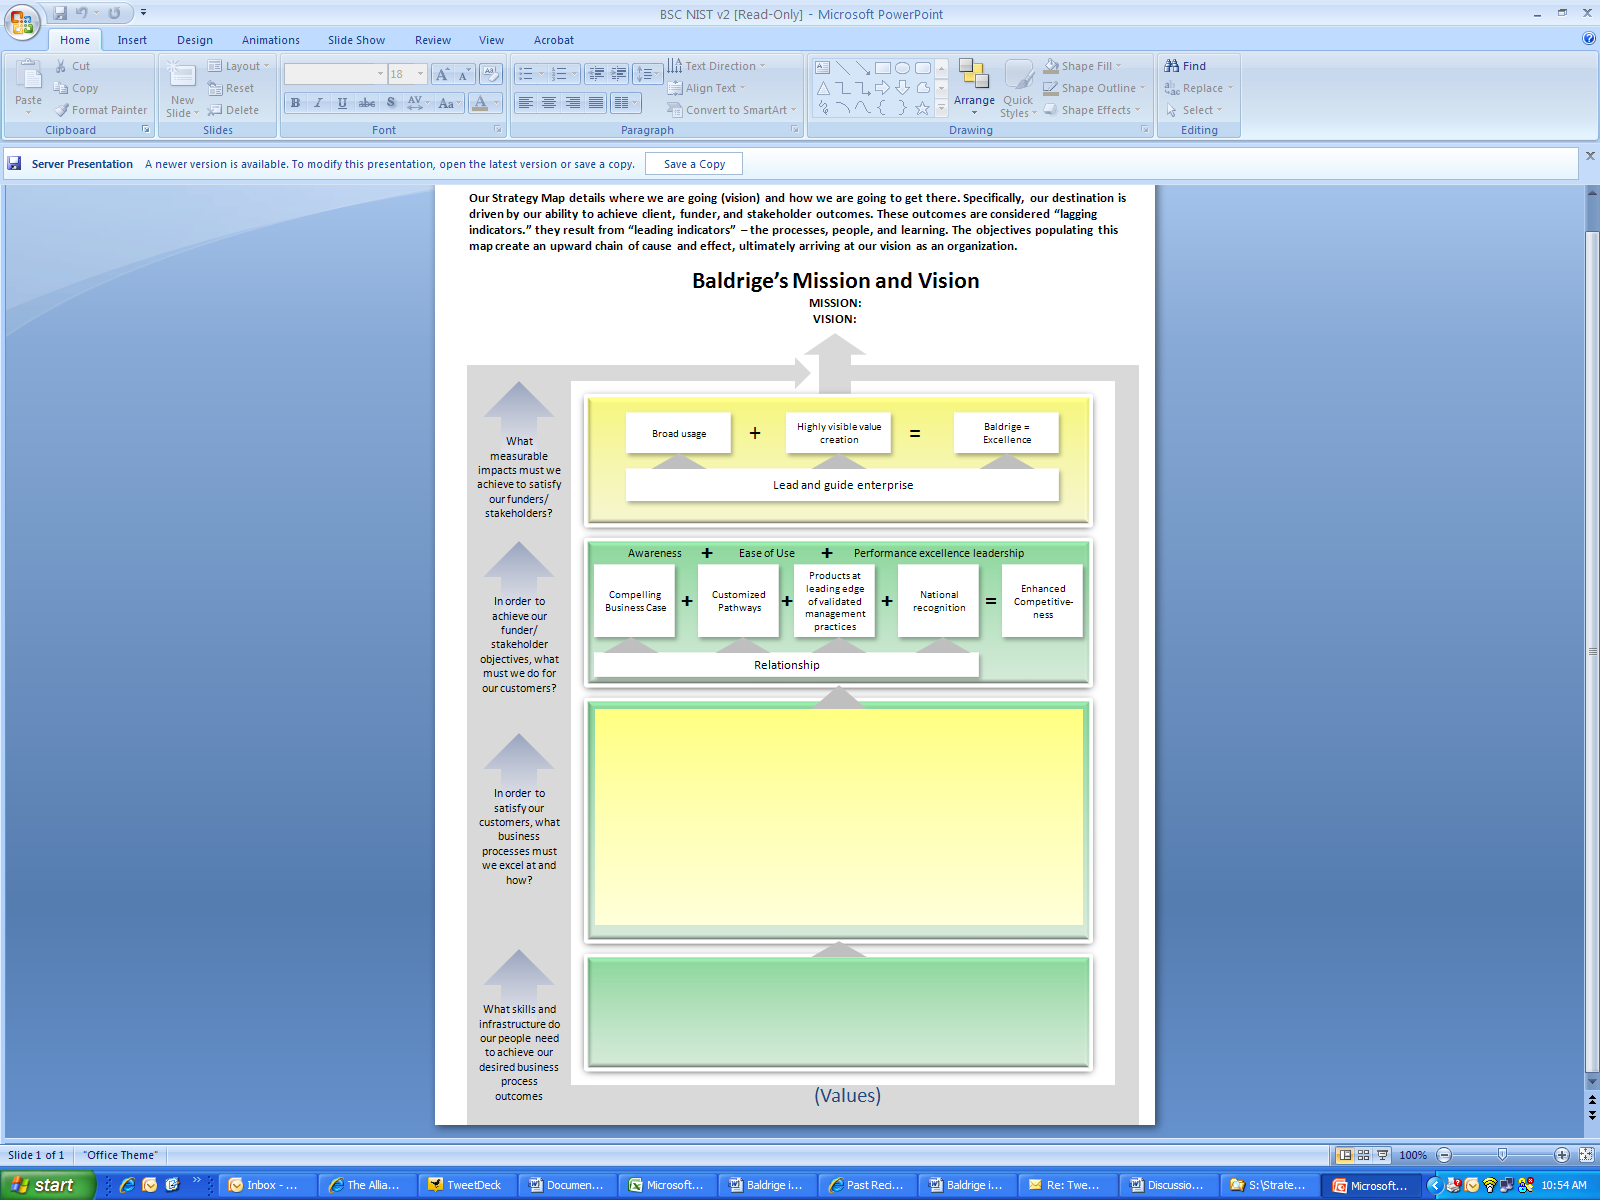 BSC NIST v2 [Read-Only] - Microsoft PowerPoint
Home Insert Design Animations Slide Show Review View Acrobat
Paste
Cut
Copy
Format Painter
Clipboard
New Slide
Layout
Reset
Delete
Slides
18
B I U abc S AV Aa A
Font
Text Direction
Align Text
Convert to SmartArt
Paragraph
Arrange
Quick Styles
Shape Fill
Shape Outline
Shape Effects
Drawing
Find
Replace
Select
Editing
Server Presentation A newer version is available. To modify this presentation, open the latest version or save a copy. Save a Copy
Our Strategy Map details where we are going (vision) and how we are going to get there. Specifically, our destination is
driven by our ability to achieve client, funder, and stakeholder outcomes. These outcomes are considered “lagging
indicators.” they result from “leading indicators” – the processes, people, and learning. The objectives populating this
map create an upward chain of cause and effect, ultimately arriving at our vision as an organization.
Baldrige’s Mission and Vision
MISSION:
VISION:
What
measurable
impacts must we
achieve to satisfy
our funders/
stakeholders?
Broad usage
+
Highly visible value
creation
=
Baldrige =
Excellence
Lead and guide enterprise
In order to
achieve our
funder/
stakeholder
objectives, what
must we do for
our customers?
Awareness + Ease of Use + Performance excellence leadership
Compelling
Business Case
+
Customized
Pathways
+
Products at
leading edge
of validated
management
practices
+
National
recognition
=
Enhanced
Competitive-
ness
Relationship
In order to
satisfy our
customers, what
business
processes must
we excel at and
how?
What skills and
infrastructure do
our people need
to achieve our
desired business
process
outcomes
(Values)
Slide 1 of 1 "Office Theme" 100%
start Inbox - ... The Allia... TweetDeck Documen... Microsoft... Baldrige i... Past Reci... Baldrige i... Re: Twe... Discussio... S:\Strate... Microsoft... 10:54 AM